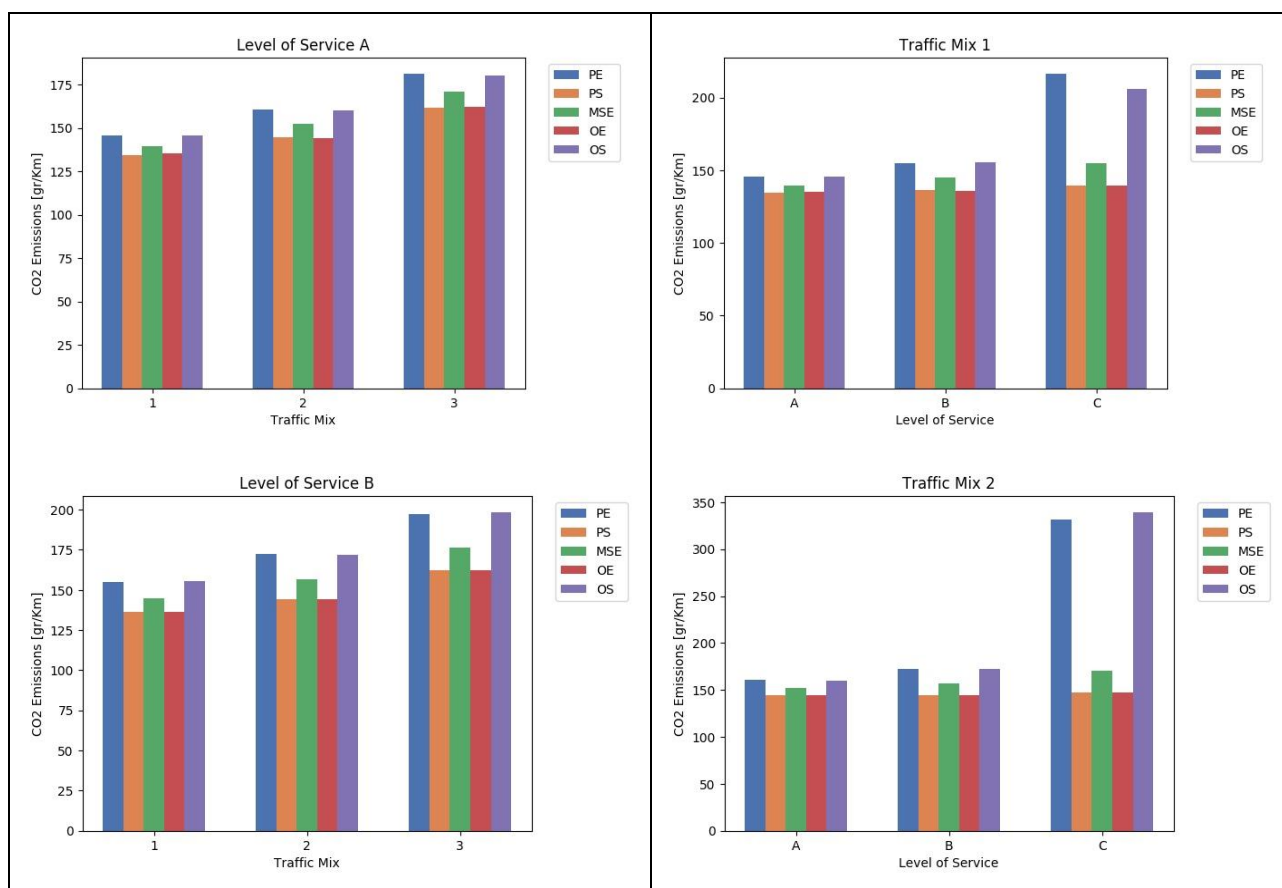 Level of Service A
CO2 Emissions [gr/Km]
175
150
125
100
75
50
25
0
1 2 3
Traffic Mix
PE
PS
MSE
OE
OS
Traffic Mix 1
CO2 Emissions [gr/Km]
200
150
100
50
0
A B C
Level of Service
PE
PS
MSE
OE
OS
Level of Service B
CO2 Emissions [gr/Km]
200
175
150
125
100
75
50
25
0
1 2 3
Traffic Mix
PE
PS
MSE
OE
OS
Traffic Mix 2
CO2 Emissions [gr/Km]
350
300
250
200
150
100
50
0
A B C
Level of Service
PE
PS
MSE
OE
OS